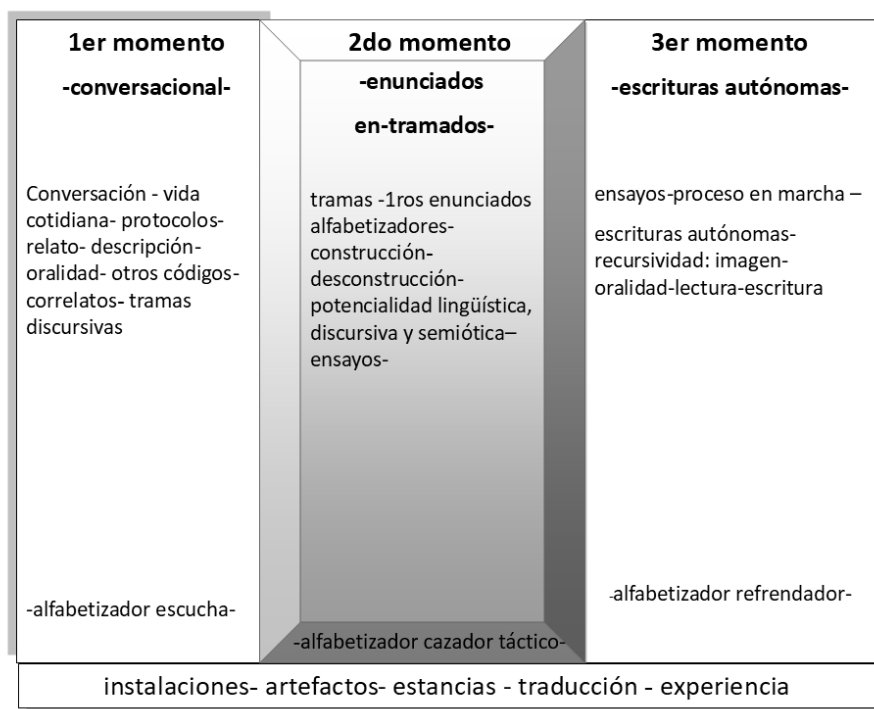 1er momento
-conversacional-
Conversación - vida
cotidiana- protocolos-
relato- descripción-
oralidad- otros códigos-
correlatos- tramas
discursivas
-alfabetizador escucha-
2do momento
-enunciados
en-tramados-
tramas -1ros enunciados
alfabetizadores-
construcción-
desconstrucción-
potencialidad lingüística,
discursiva y semiótica–
ensayos-
-alfabetizador cazador táctico-
3er momento
-escrituras autónomas-
ensayos-proceso en marcha –
escrituras autónomas-
recursividad: imagen-
oralidad-lectura-escritura
-alfabetizador refrendador-
instalaciones- artefactos- estancias - traducción - experiencia